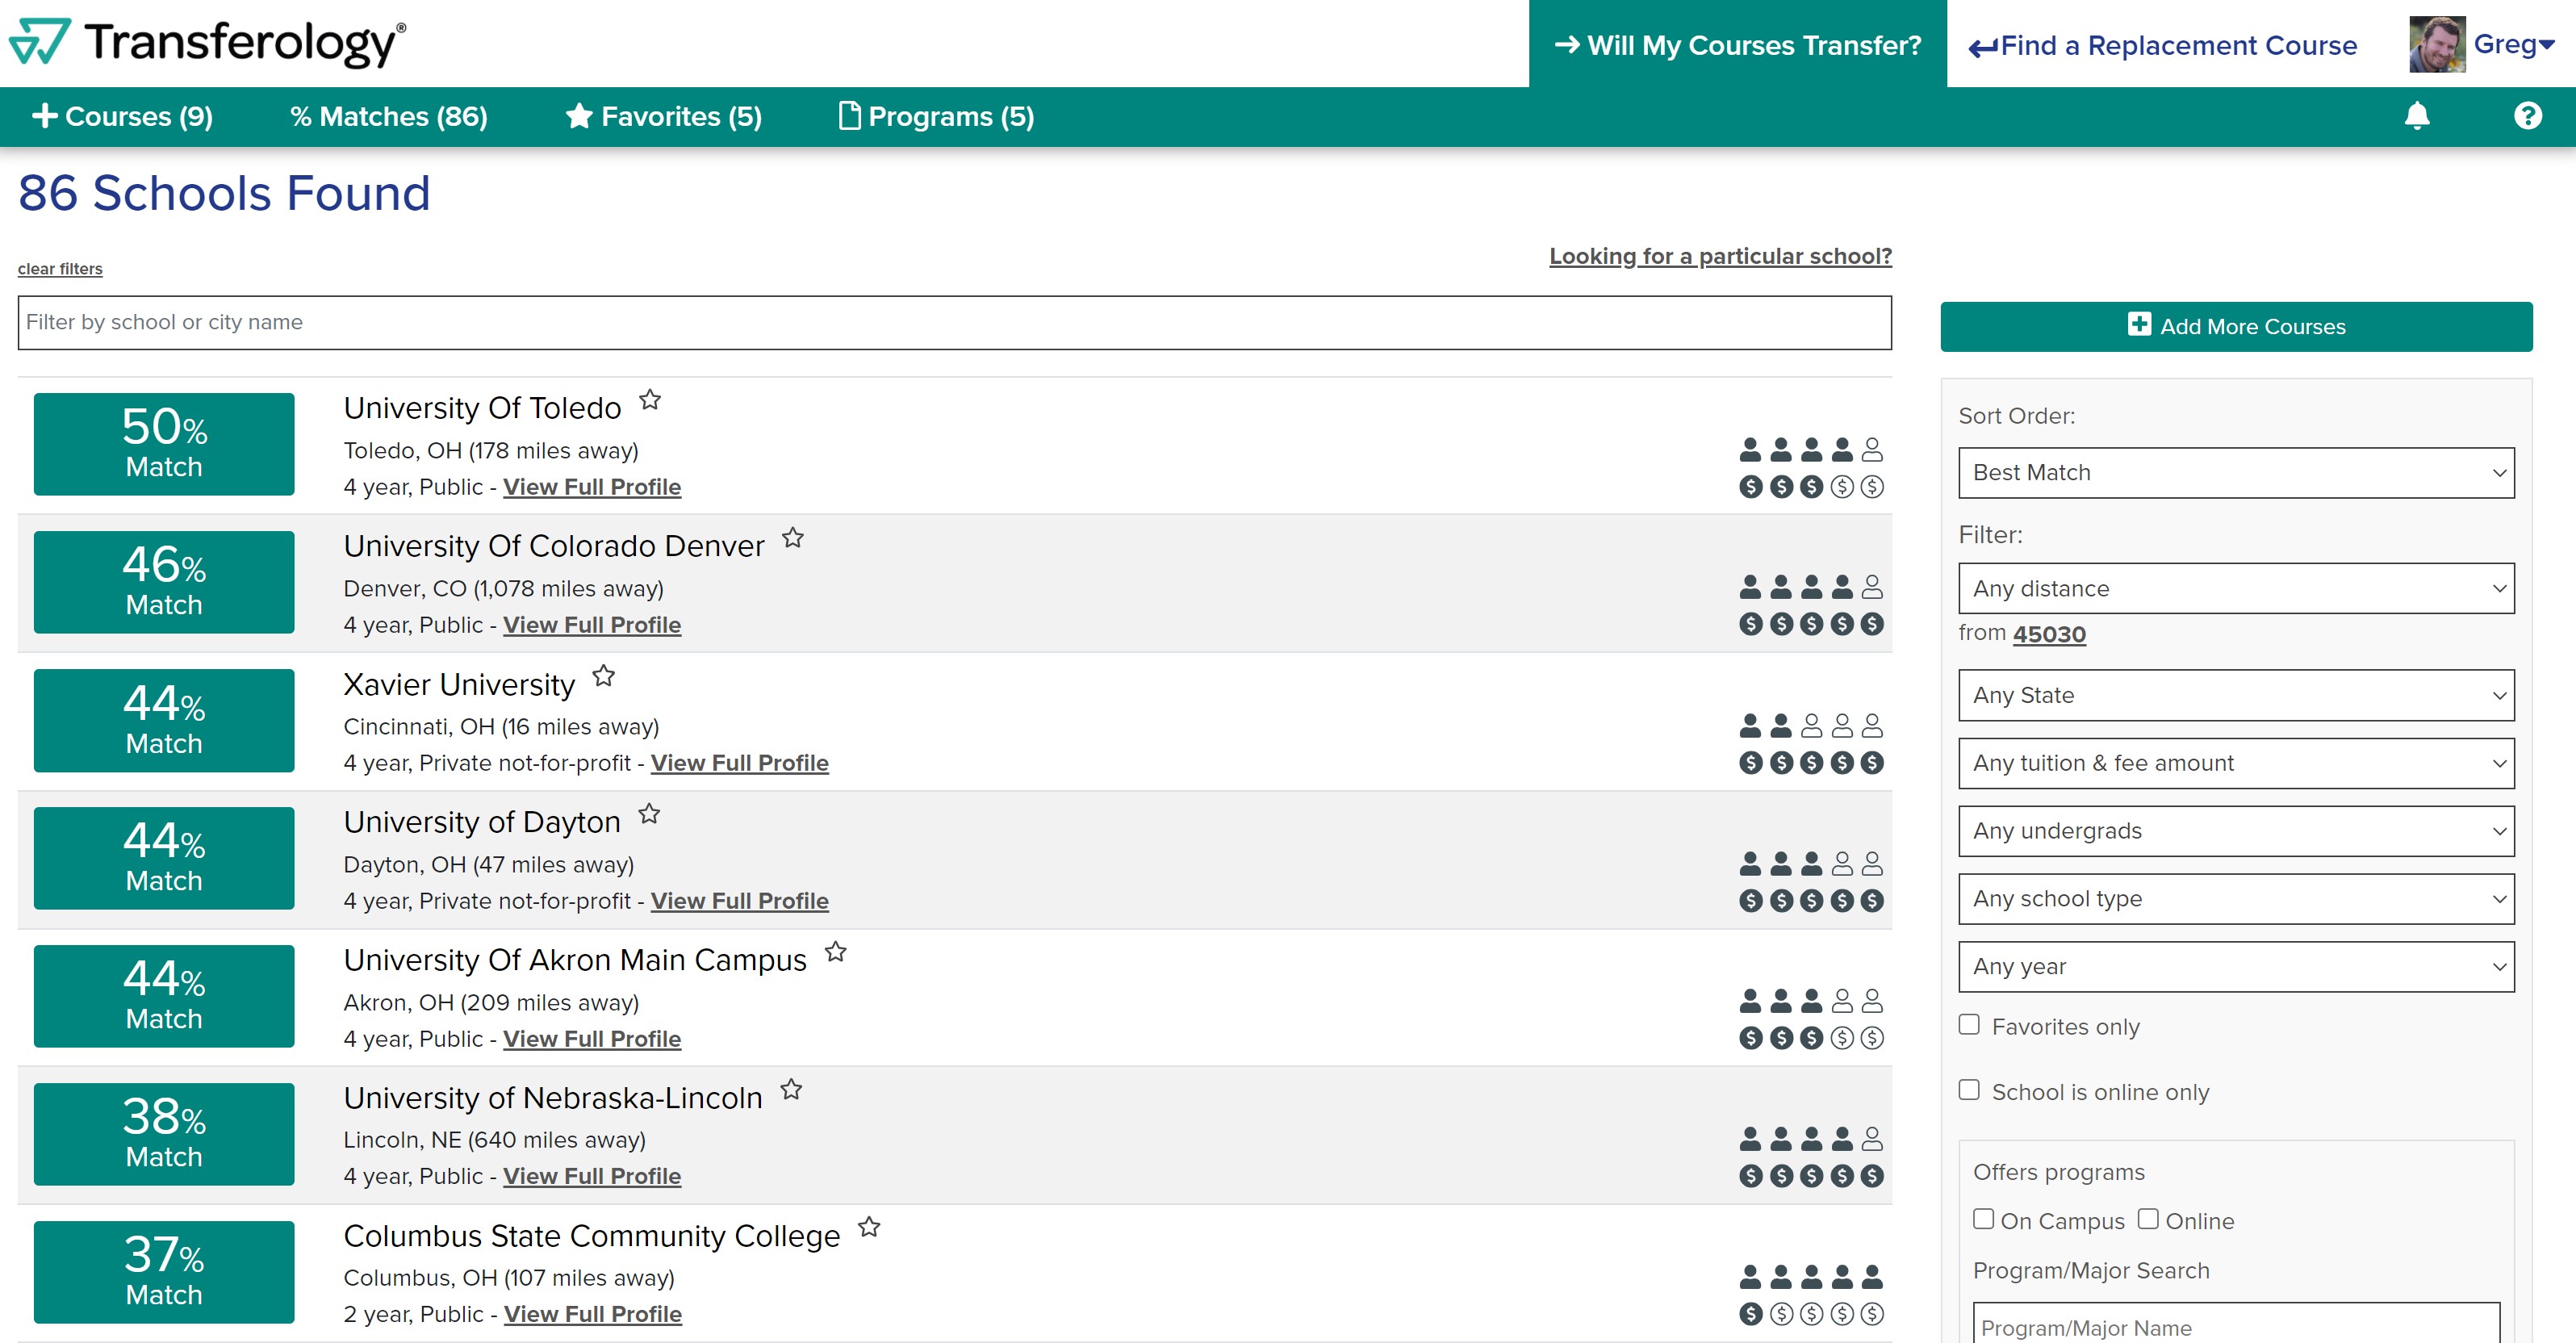 Transferology®
Will My Courses Transfer?
Find a Replacement Course
Greg
Courses (9)
% Matches (86)
Favorites (5)
Programs (5)
86 Schools Found
Looking for a particular school?
clear filters
Filter by school or city name
Add More Courses
50%
Match
University Of Toledo
Toledo, OH (178 miles away)
4 year, Public - View Full Profile
46%
Match
University Of Colorado Denver
Denver, CO (1,078 miles away)
4 year, Public - View Full Profile
44%
Match
Xavier University
Cincinnati, OH (16 miles away)
4 year, Private not-for-profit - View Full Profile
44%
Match
University of Dayton
Dayton, OH (47 miles away)
4 year, Private not-for-profit - View Full Profile
44%
Match
University Of Akron Main Campus
Akron, OH (209 miles away)
4 year, Public - View Full Profile
38%
Match
University of Nebraska-Lincoln
Lincoln, NE (640 miles away)
4 year, Public - View Full Profile
37%
Match
Columbus State Community College
Columbus, OH (107 miles away)
2 year, Public - View Full Profile
Sort Order:
Best Match
Filter:
Any distance
from 45030
Any State
Any tuition & fee amount
Any undergrads
Any school type
Any year
Favorites only
School is online only
Offers programs
On Campus Online
Program/Major Search
Program/Major Name